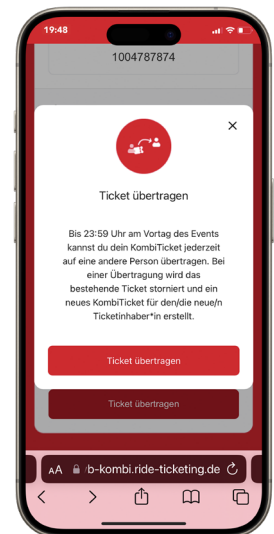 19:48
1004787874
Ticket übertragen
Bis 23:59 Uhr am Vortag des Events
kannst du dein KombiTicket jederzeit
auf eine andere Person übertragen. Bei
einer Übertragung wird das
bestehende Ticket storniert und ein
neues KombiTicket für den/die neue/n
Ticketinhaber*in erstellt.
Ticket übertragen
Ticket übertragen
AA b-kombi.ride-ticketing.de